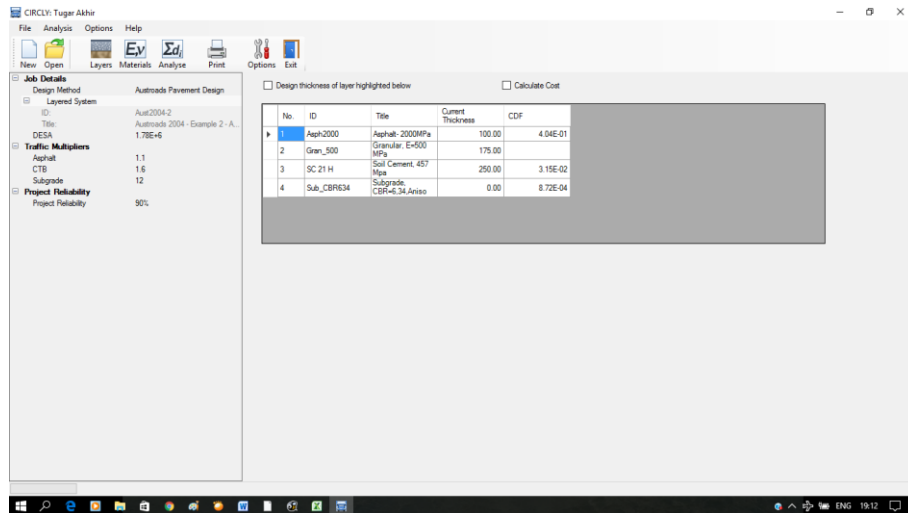 CIRCLY: Tugar Akhir
File Analysis Options Help
New Open Layers Materials Analyse Print Options Exit
E,v Σdᵢ
Job Details
Design Method Austroads Pavement Design
Layered System
ID: Aust2004-2
Title: Austroads 2004 - Example 2 - A...
DESA 1.78E+6
Traffic Multipliers
Asphalt 1.1
CTB 1.6
Subgrade 12
Project Reliability
Project Reliability 90%
Design thickness of layer highlighted below Calculate Cost
No. ID Title Current Thickness CDF
1 Asph2000 Asphalt- 2000MPa 100.00 4.04E-01
2 Gran_500 Granular, E=500 MPa 175.00
3 SC 21 H Soil Cement, 457 Mpa 250.00 3.15E-02
4 Sub_CBR634 Subgrade, CBR=6.34,Aniso 0.00 8.72E-04
ENG 19:12